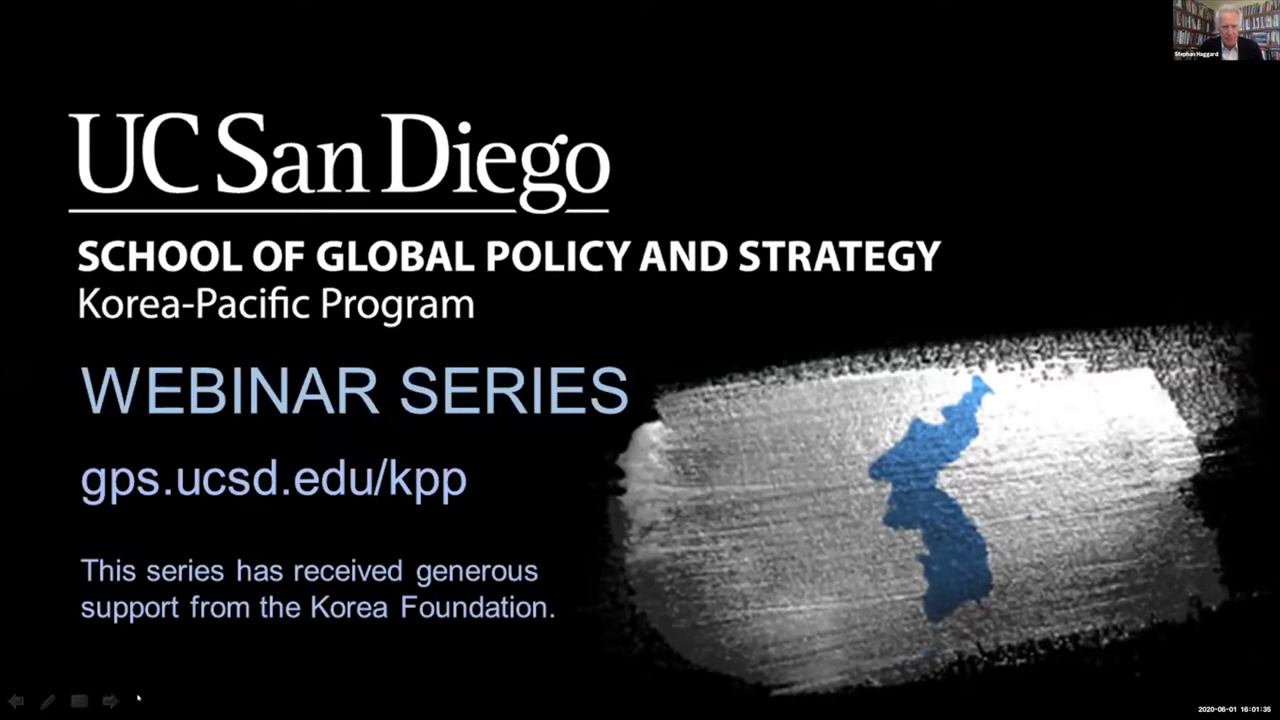 Stephan Haggard
UC San Diego
SCHOOL OF GLOBAL POLICY AND STRATEGY
Korea-Pacific Program
WEBINAR SERIES
gps.ucsd.edu/kpp
This series has received generous
support from the Korea Foundation.
2020-06-01 16:01:35